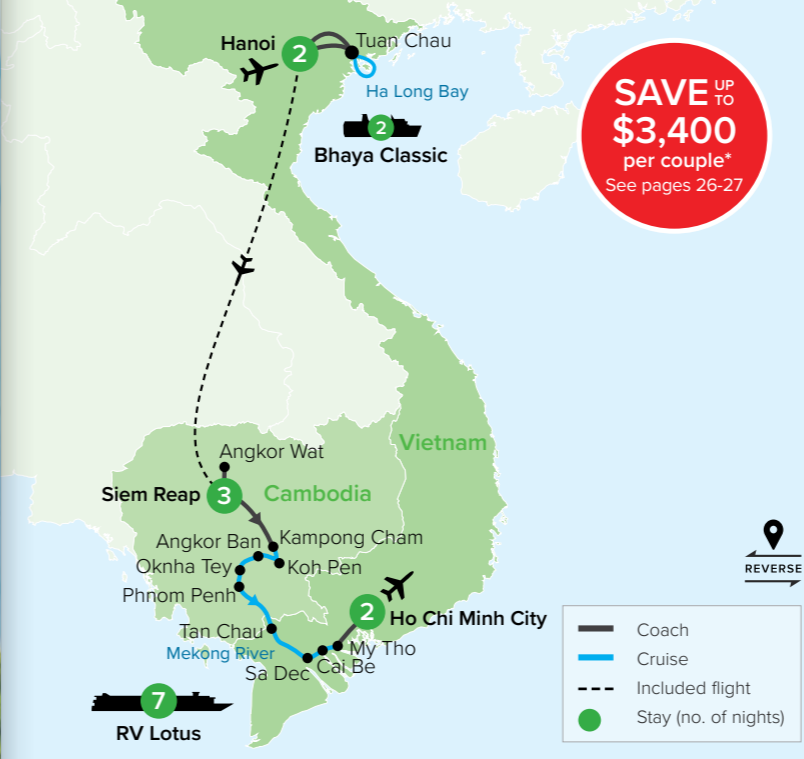 Hanoi
2
Tuan Chau
Ha Long Bay
2
Bhaya Classic
SAVE UP TO
$3,400
per couple*
See pages 26-27
Vietnam
Angkor Wat
Siem Reap
3
Cambodia
Angkor Ban
Kampong Cham
Oknha Tey
Koh Pen
Phnom Penh
2
Ho Chi Minh City
Tan Chau
My Tho
Mekong River
Cai Be
Sa Dec
7
RV Lotus
REVERSE
Coach
Cruise
Included flight
Stay (no. of nights)